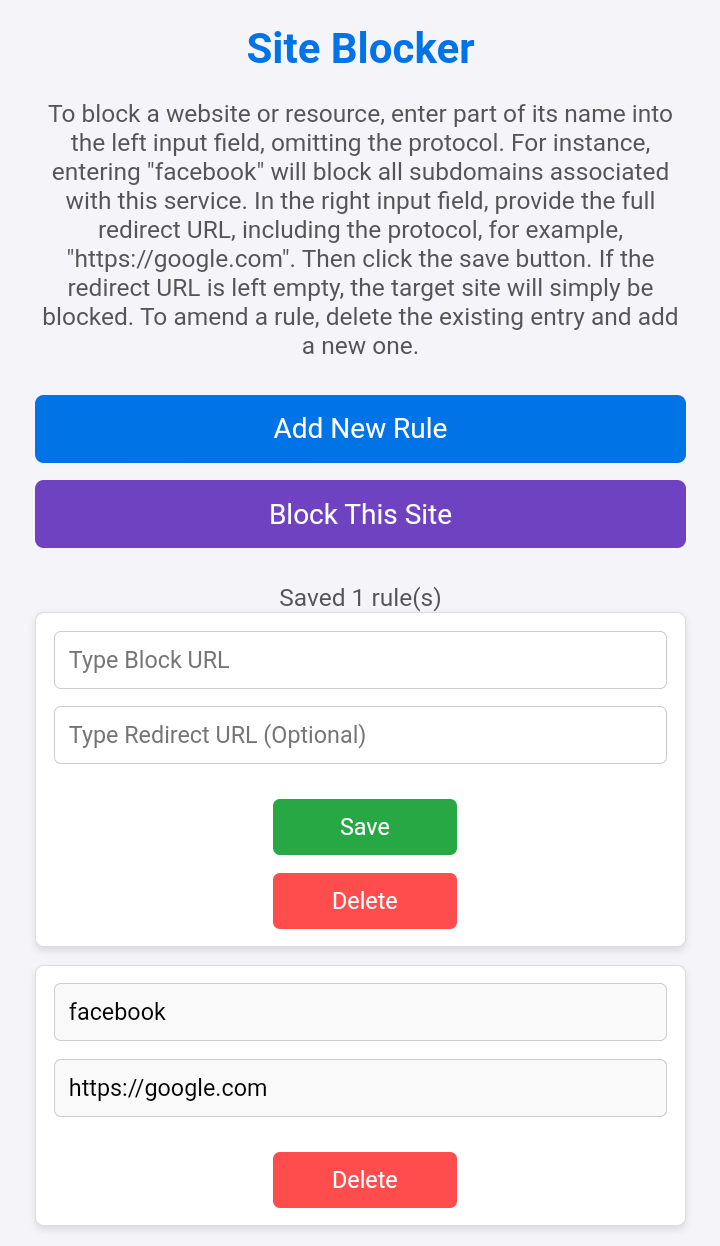 Site Blocker
To block a website or resource, enter part of its name into
the left input field, omitting the protocol. For instance,
entering "facebook" will block all subdomains associated
with this service. In the right input field, provide the full
redirect URL, including the protocol, for example,
"https://google.com". Then click the save button. If the
redirect URL is left empty, the target site will simply be
blocked. To amend a rule, delete the existing entry and add
a new one.
Add New Rule
Block This Site
Saved 1 rule(s)
Type Block URL
Type Redirect URL (Optional)
Save
Delete
facebook
https://google.com
Delete